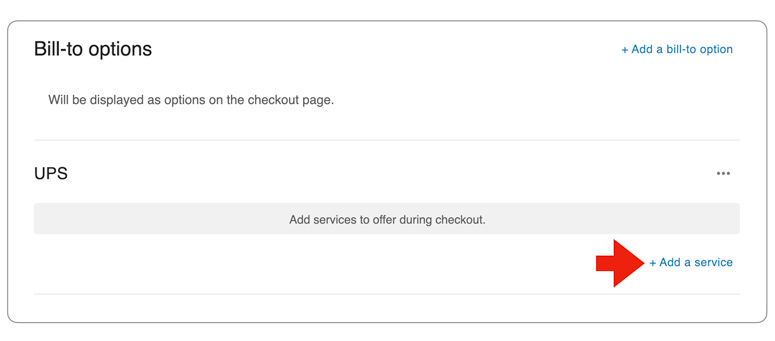 Bill-to options
+ Add a bill-to option
Will be displayed as options on the checkout page.
UPS
•••
Add services to offer during checkout.
+ Add a service